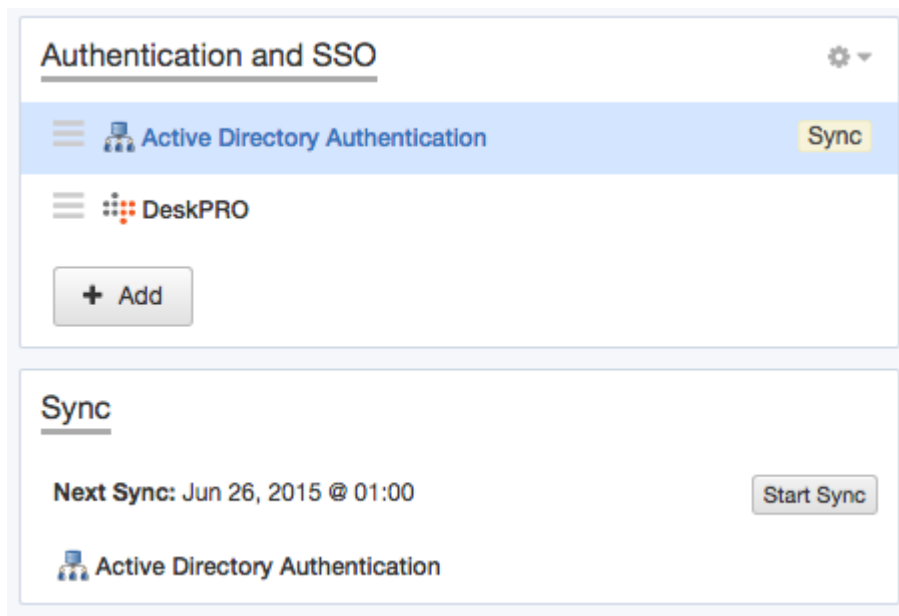 Authentication and SSO
Active Directory Authentication Sync
DeskPRO
+ Add
Sync
Next Sync: Jun 26, 2015 @ 01:00 Start Sync
Active Directory Authentication